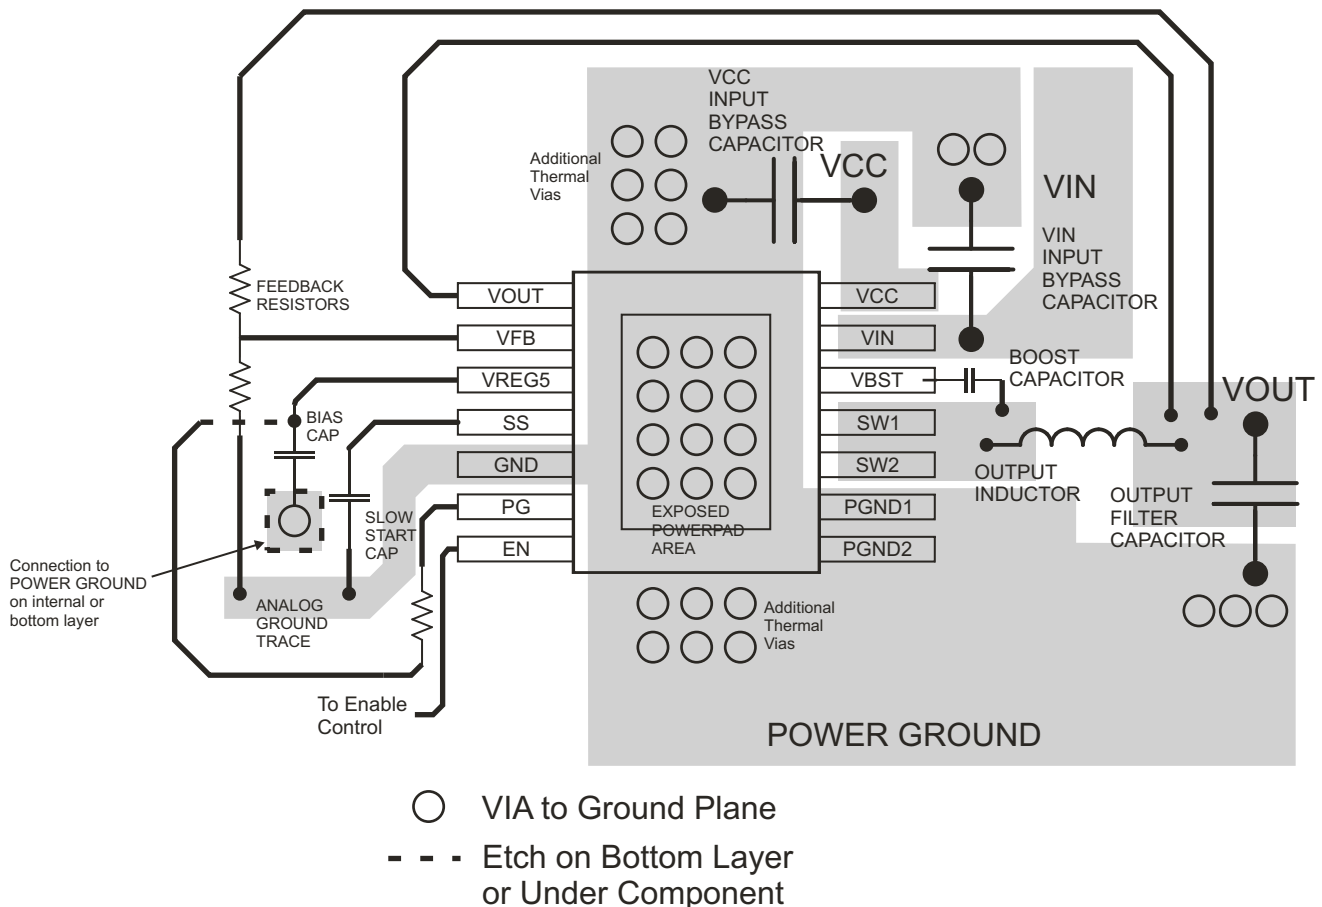 VCC
INPUT
BYPASS
CAPACITOR
Additional
Thermal
Vias
VCC
VIN
VIN
INPUT
BYPASS
CAPACITOR
FEEDBACK
RESISTORS
VOUT
VFB
VREG5
SS
GND
PG
EN
VCC
VIN
VBST
SW1
SW2
PGND1
PGND2
BOOST
CAPACITOR
VOUT
BIAS
CAP
SLOW
START
CAP
EXPOSED
POWERPAD
AREA
OUTPUT
INDUCTOR
OUTPUT
FILTER
CAPACITOR
Connection to
POWER GROUND
on internal or
bottom layer
ANALOG
GROUND
TRACE
Additional
Thermal
Vias
To Enable
Control
POWER GROUND
VIA to Ground Plane
Etch on Bottom Layer
or Under Component